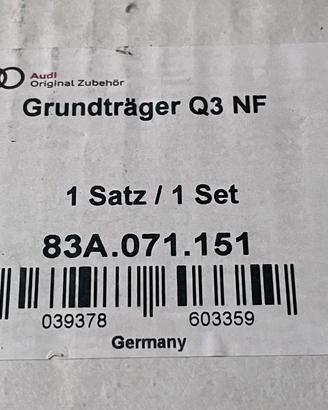 Audi
Original Zubehör
Grundträger Q3 NF
1 Satz / 1 Set
83A.071.151
039378 603359
Germany